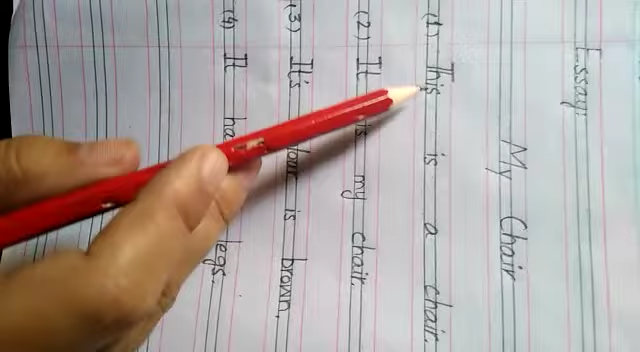 Essay:
My Chair
(1) This is a chair.
(2) It is my chair.
(3) It's is brown.
(4) It legs.